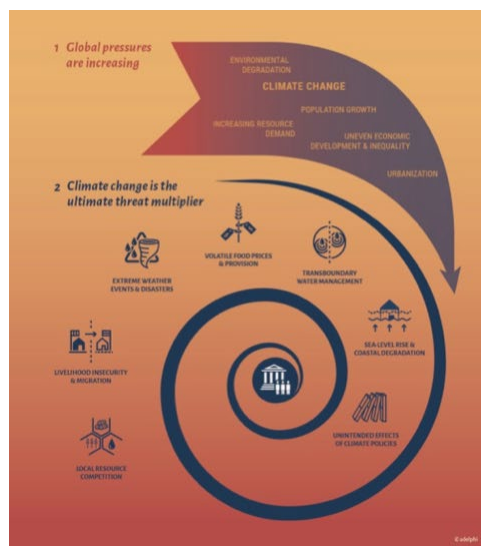 1 Global pressures
are increasing
ENVIRONMENTAL
DEGRADATION
CLIMATE CHANGE
POPULATION GROWTH
INCREASING RESOURCE
DEMAND
UNEVEN ECONOMIC
DEVELOPMENT & INEQUALITY
URBANIZATION
2 Climate change is the
ultimate threat multiplier
VOLATILE FOOD PRICES
& PROVISION
TRANSBOUNDARY
WATER MANAGEMENT
EXTREME WEATHER
EVENTS & DISASTERS
SEA-LEVEL RISE &
COASTAL DEGRADATION
LIVELIHOOD INSECURITY
& MIGRATION
UNINTENDED EFFECTS
OF CLIMATE POLICIES
LOCAL RESOURCE
COMPETITION
© adelphi